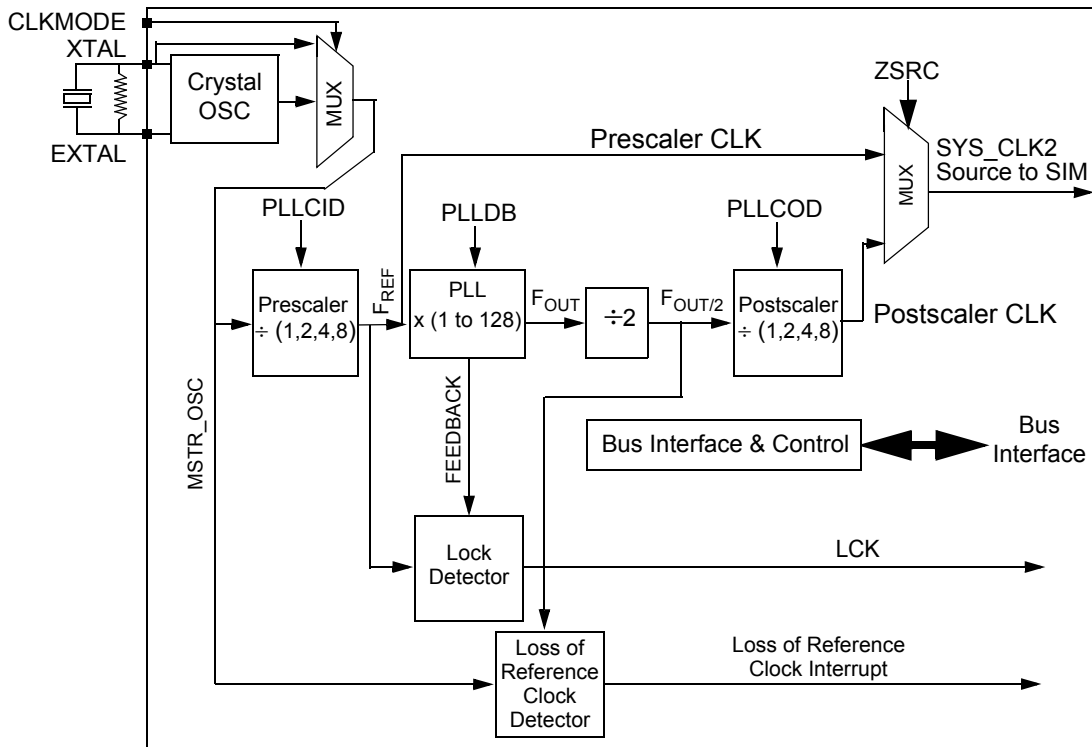 CLKMODE
XTAL
EXTAL
Crystal
OSC
MUX
ZSRC
Prescaler CLK
MUX
SYS_CLK2
Source to SIM
PLLCID
PLLDB
PLLCOD
Prescaler
÷ (1,2,4,8)
FREF
PLL
x (1 to 128)
FOUT
÷2
FOUT/2
Postscaler
÷ (1,2,4,8)
Postscaler CLK
MSTR_OSC
FEEDBACK
Bus Interface & Control
Bus
Interface
Lock
Detector
LCK
Loss of
Reference
Clock
Detector
Loss of Reference
Clock Interrupt